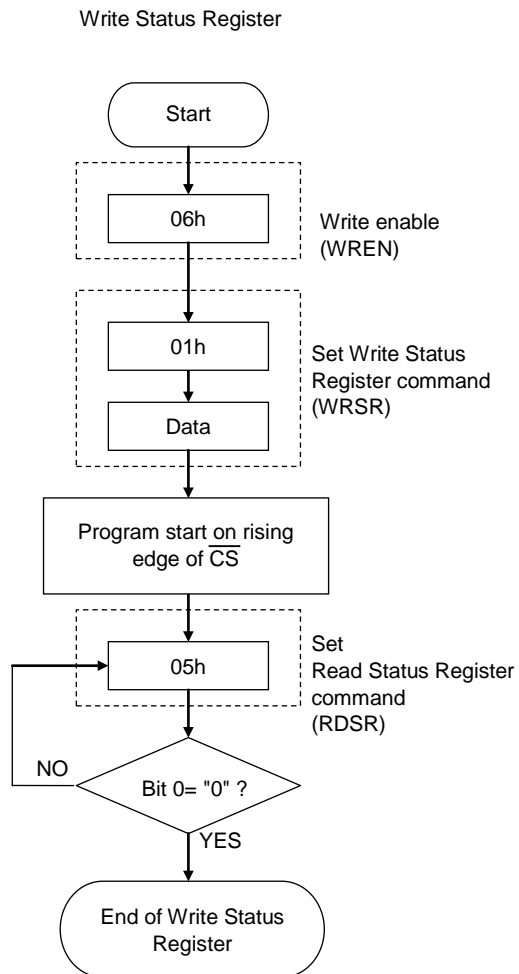 Write Status Register
Start
06h
Write enable
(WREN)
01h
Set Write Status
Register command
(WRSR)
Data
Program start on rising
edge of C̅S̅
05h
Set
Read Status Register
command
(RDSR)
NO
Bit 0= "0" ?
YES
End of Write Status
Register